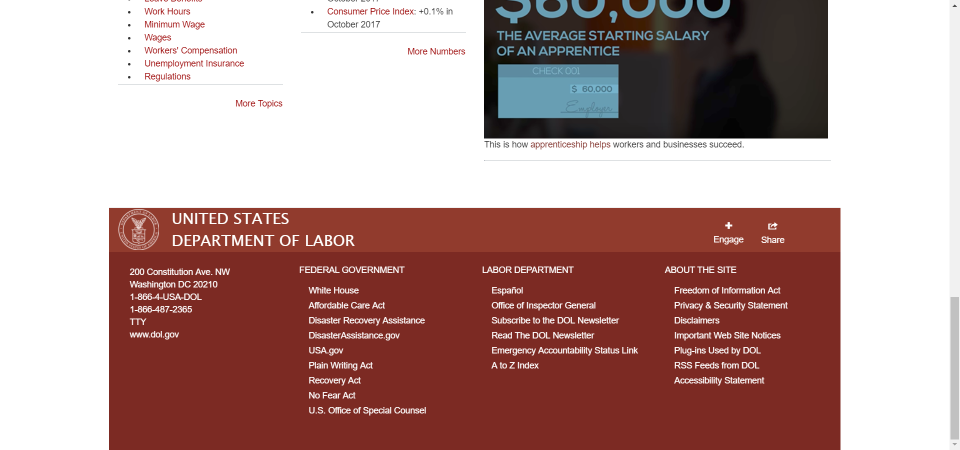 Work Hours
Minimum Wage
Wages
Workers' Compensation
Unemployment Insurance
Regulations
More Topics
Consumer Price Index: +0.1% in
October 2017
More Numbers
$60,000
THE AVERAGE STARTING SALARY
OF AN APPRENTICE
CHECK 001
$ 60,000
Employer
This is how apprenticeship helps workers and businesses succeed.
UNITED STATES
DEPARTMENT OF LABOR
Engage
Share
200 Constitution Ave. NW
Washington DC 20210
1-866-4-USA-DOL
1-866-487-2365
TTY
www.dol.gov
FEDERAL GOVERNMENT
White House
Affordable Care Act
Disaster Recovery Assistance
DisasterAssistance.gov
USA.gov
Plain Writing Act
Recovery Act
No Fear Act
U.S. Office of Special Counsel
LABOR DEPARTMENT
Español
Office of Inspector General
Subscribe to the DOL Newsletter
Read The DOL Newsletter
Emergency Accountability Status Link
A to Z Index
ABOUT THE SITE
Freedom of Information Act
Privacy & Security Statement
Disclaimers
Important Web Site Notices
Plug-ins Used by DOL
RSS Feeds from DOL
Accessibility Statement